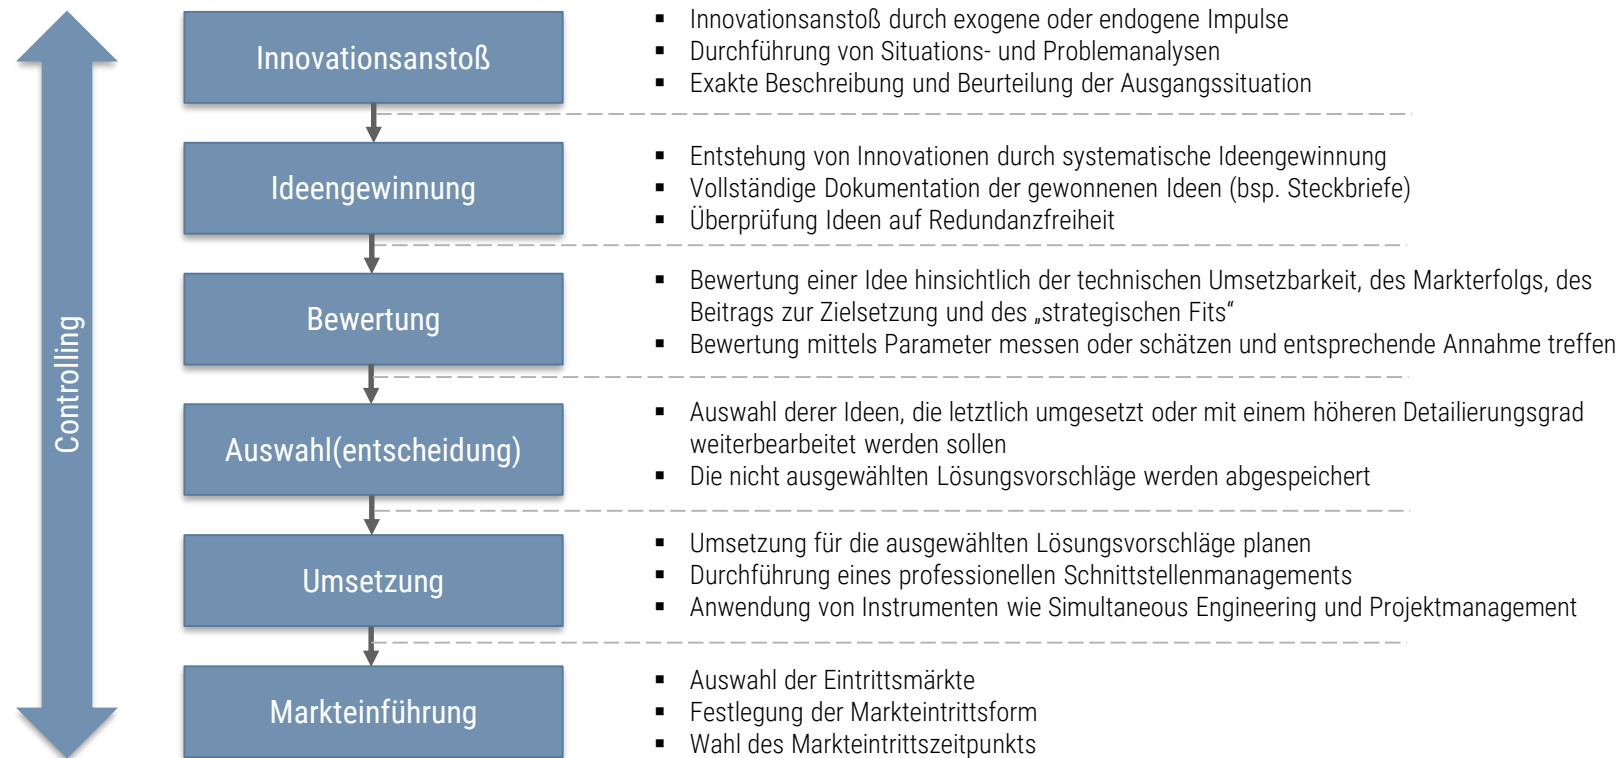 Controlling
Innovationsanstoß
▪ Innovationsanstoß durch exogene oder endogene Impulse
▪ Durchführung von Situations- und Problemanalysen
▪ Exakte Beschreibung und Beurteilung der Ausgangssituation
Ideengewinnung
▪ Entstehung von Innovationen durch systematische Ideengewinnung
▪ Vollständige Dokumentation der gewonnenen Ideen (bsp. Steckbriefe)
▪ Überprüfung Ideen auf Redundanzfreiheit
Bewertung
▪ Bewertung einer Idee hinsichtlich der technischen Umsetzbarkeit, des Markterfolgs, des
Beitrags zur Zielsetzung und des „strategischen Fits“
▪ Bewertung mittels Parameter messen oder schätzen und entsprechende Annahme treffen
Auswahl(entscheidung)
▪ Auswahl derer Ideen, die letztlich umgesetzt oder mit einem höheren Detailierungsgrad
weiterbearbeitet werden sollen
▪ Die nicht ausgewählten Lösungsvorschläge werden abgespeichert
Umsetzung
▪ Umsetzung für die ausgewählten Lösungsvorschläge planen
▪ Durchführung eines professionellen Schnittstellenmanagements
▪ Anwendung von Instrumenten wie Simultaneous Engineering und Projektmanagement
Markteinführung
▪ Auswahl der Eintrittsmärkte
▪ Festlegung der Markteintrittsform
▪ Wahl des Markteintrittszeitpunkts